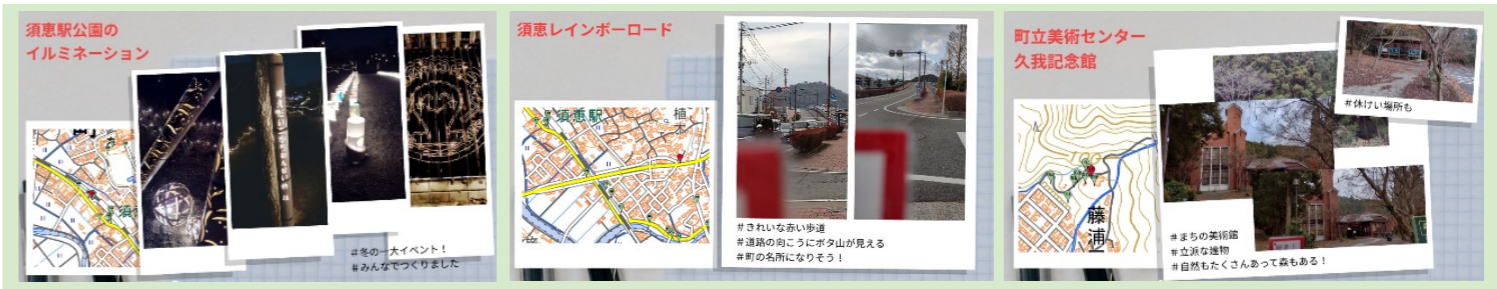 須恵駅公園の
イルミネーション
須
#冬の一大イベント!
#みんなでつくりました
須恵レインボーロード
須恵駅
植
木
#きれいな赤い歩道
#道路の向こうにボタ山が見える
#町の名所になりそう!
町立美術センター
久我記念館
#休けい場所も
藤
浦
#まちの美術館
#立派な建物
#自然もたくさんあって森もある!